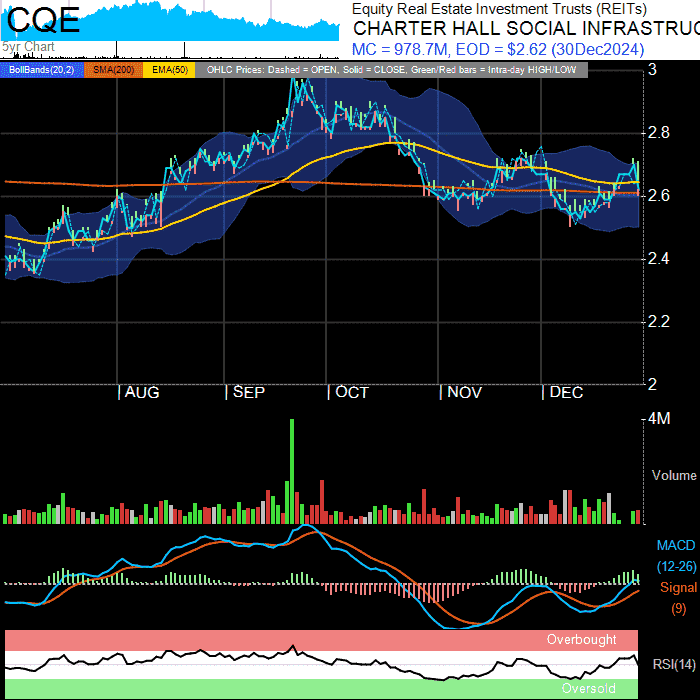 CQE
5yr Chart
Equity Real Estate Investment Trusts (REITs)
CHARTER HALL SOCIAL INFRASTRUC
MC = 978.7M, EOD = $2.62 (30Dec2024)
BollBands(20,2) SMA(200) EMA(50) OHLC Prices: Dashed = OPEN, Solid = CLOSE, Green/Red bars = Intra-day HIGH/LOW
3
2.8
2.6
2.4
2.2
2
AUG SEP OCT NOV DEC
4M
Volume
MACD
(12-26)
Signal
(9)
Overbought
RSI(14)
Oversold